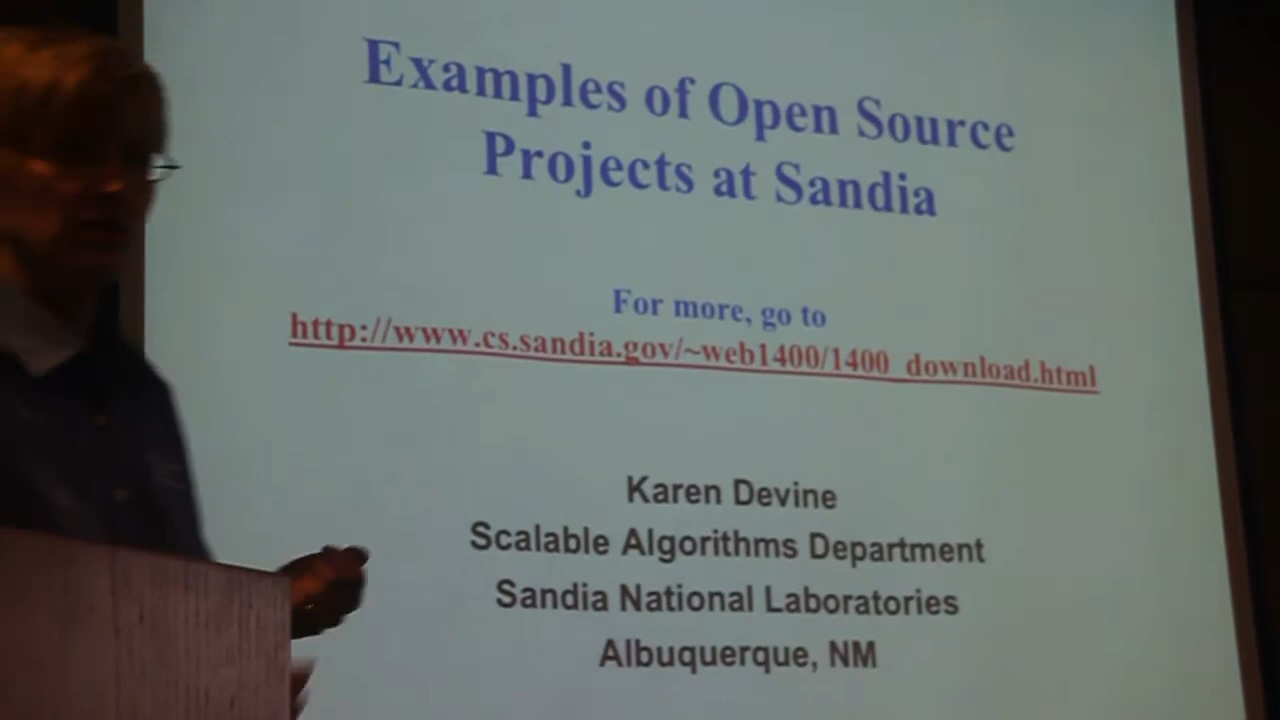 Examples of Open Source
Projects at Sandia
For more, go to
http://www.cs.sandia.gov/~web1400/1400_download.html
Karen Devine
Scalable Algorithms Department
Sandia National Laboratories
Albuquerque, NM